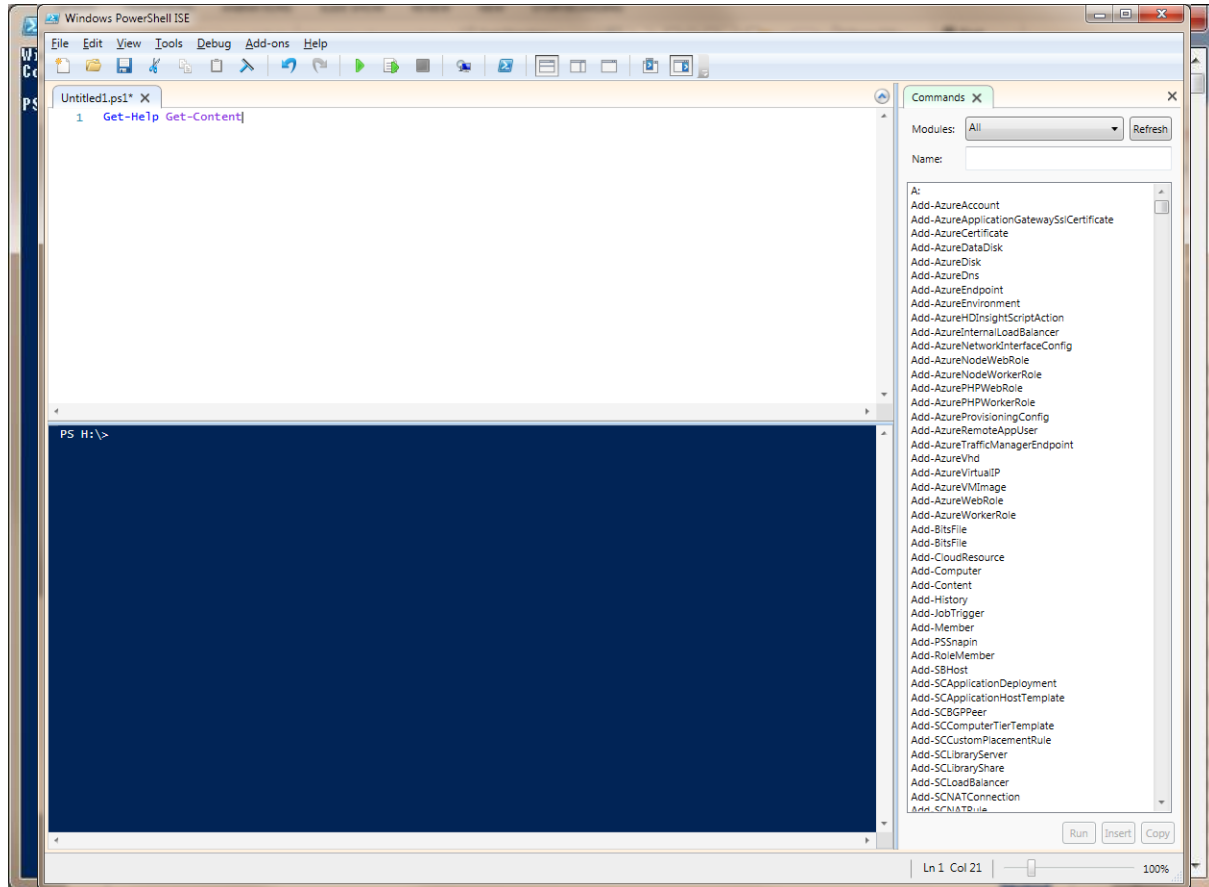 Windows PowerShell ISE
File Edit View Tools Debug Add-ons Help
Untitled1.ps1* X
1 Get-Help Get-Content
PS H:\>
Commands X
Modules: All Refresh
Name:
A:
Add-AzureAccount
Add-AzureApplicationGatewaySslCertificate
Add-AzureCertificate
Add-AzureDataDisk
Add-AzureDisk
Add-AzureDns
Add-AzureEndpoint
Add-AzureEnvironment
Add-AzureHDInsightScriptAction
Add-AzureInternalLoadBalancer
Add-AzureNetworkInterfaceConfig
Add-AzureNodeWebRole
Add-AzureNodeWorkerRole
Add-AzurePHPWebRole
Add-AzurePHPWorkerRole
Add-AzureProvisioningConfig
Add-AzureRemoteAppUser
Add-AzureTrafficManagerEndpoint
Add-AzureVhd
Add-AzureVirtualIP
Add-AzureVMImage
Add-AzureWebRole
Add-AzureWorkerRole
Add-BitsFile
Add-BitsFile
Add-CloudResource
Add-Computer
Add-Content
Add-History
Add-JobTrigger
Add-Member
Add-PSSnapin
Add-RoleMember
Add-SBHost
Add-SCApplicationDeployment
Add-SCApplicationHostTemplate
Add-SCBGPPeer
Add-SCComputerTierTemplate
Add-SCCustomPlacementRule
Add-SCLibraryServer
Add-SCLibraryShare
Add-SCLoadBalancer
Add-SCNATConnection
Add-SCNATRule
Run Insert Copy
Ln 1 Col 21 100%